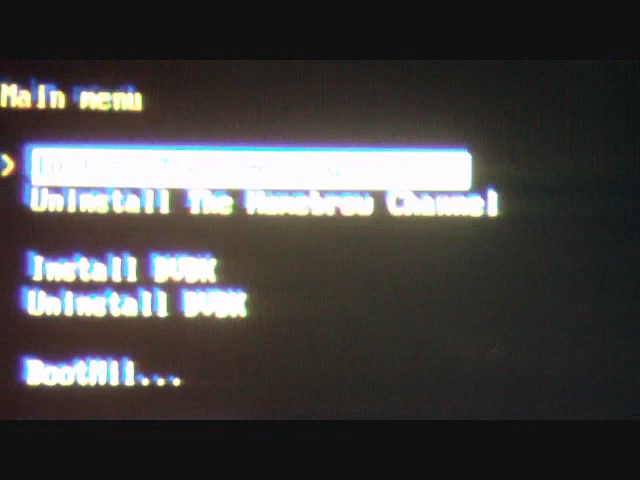 Main menu
>
Uninstall The Homebrew Channel
Install DVDX
Uninstall DVDX
BootMii...